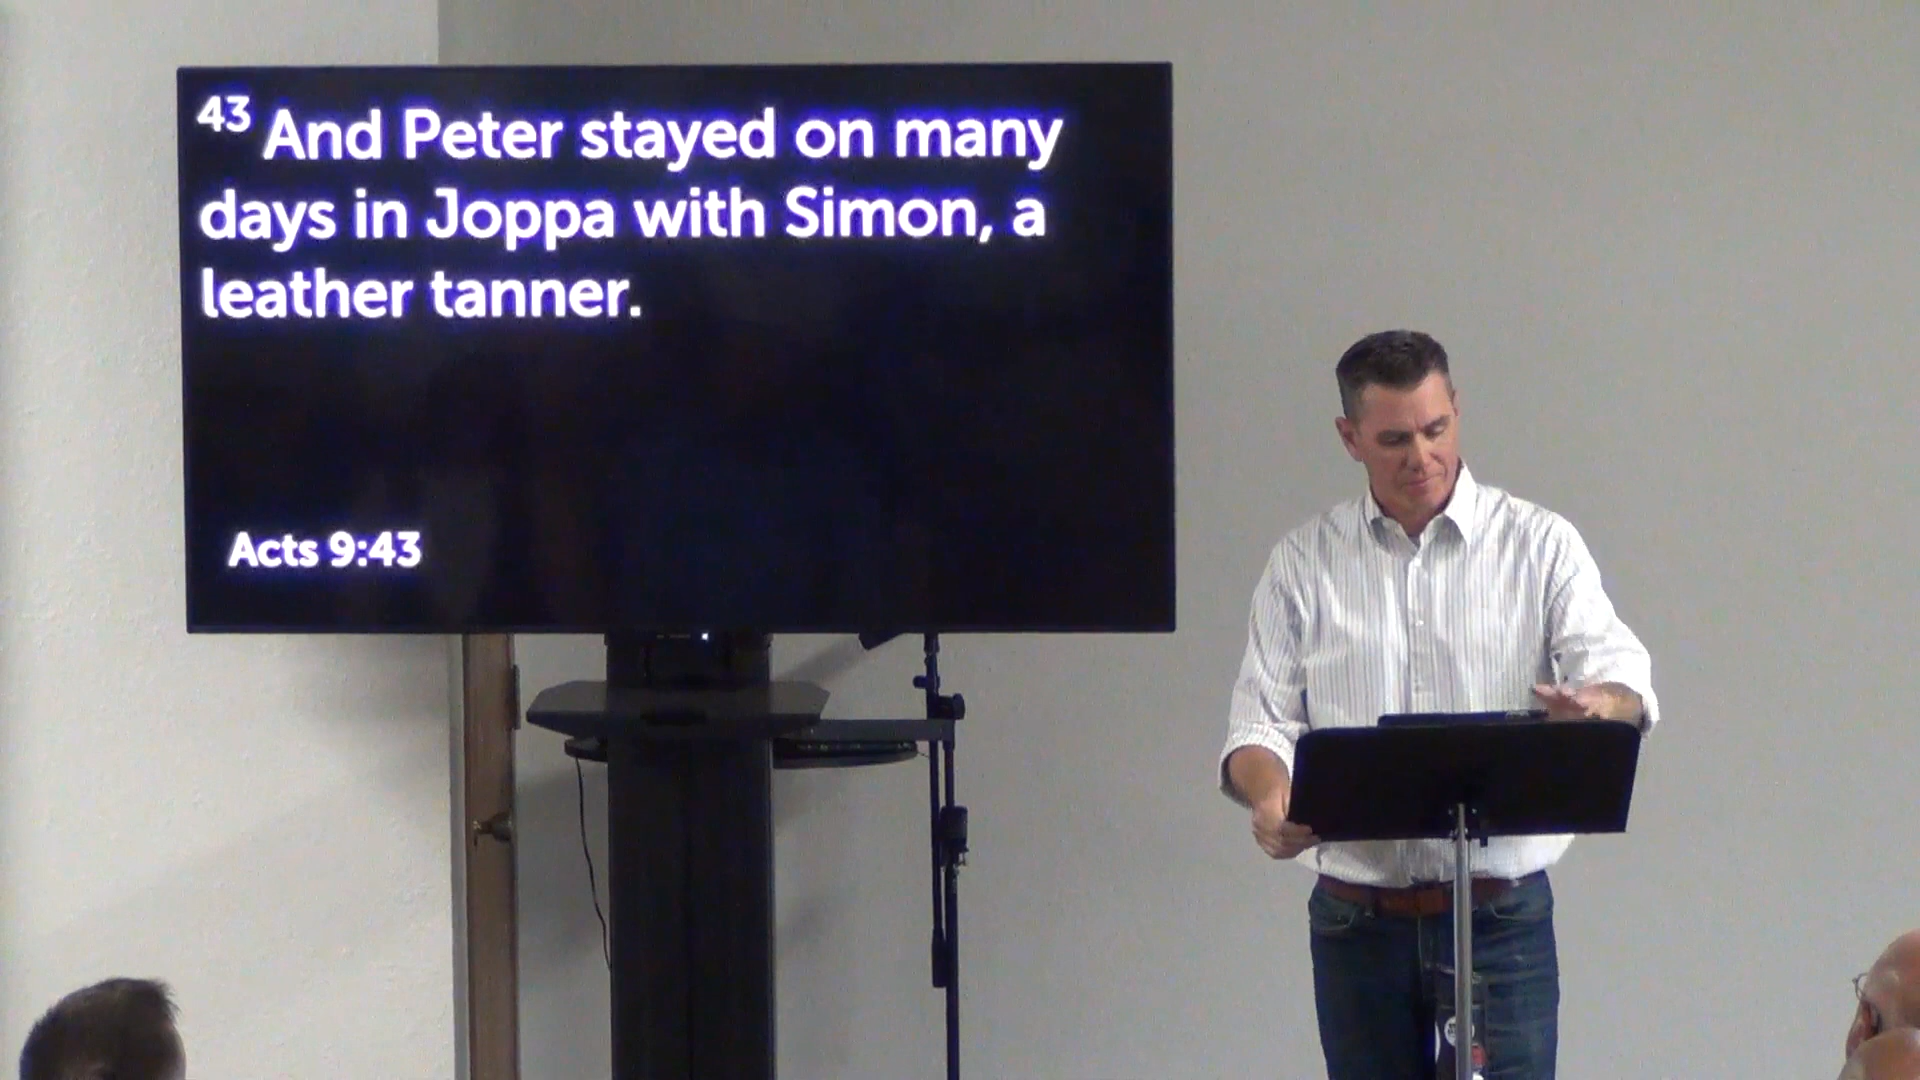 43 And Peter stayed on many
days in Joppa with Simon, a
leather tanner.
Acts 9:43